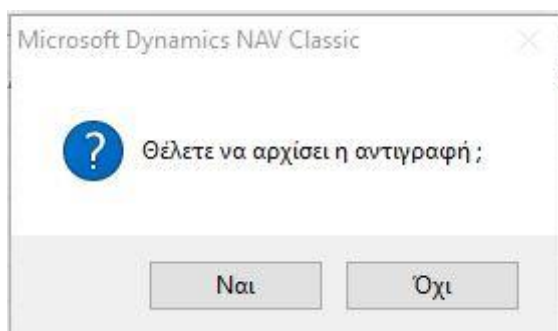 Microsoft Dynamics NAV Classic
Θέλετε να αρχίσει η αντιγραφή ;
Ναι
Όχι